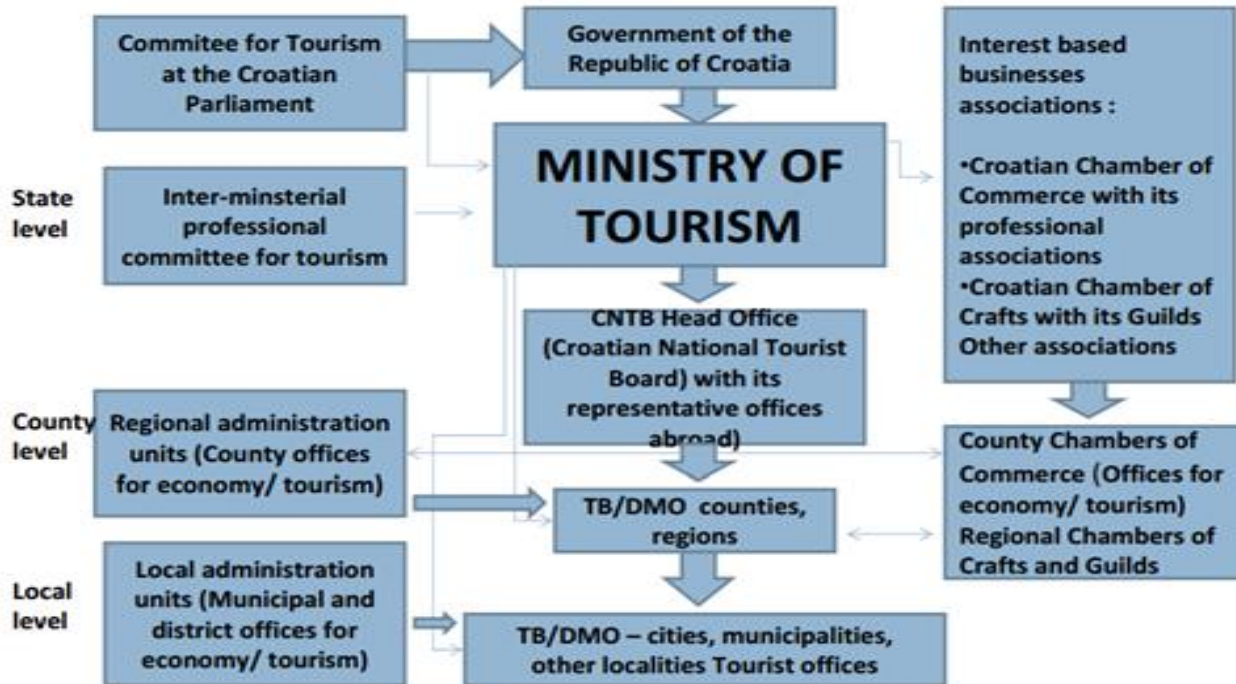 Commitee for Tourism
at the Croatian
Parliament
Government of the
Republic of Croatia
Interest based
businesses
associations :
•Croatian Chamber of
Commerce with its
professional
associations
•Croatian Chamber of
Crafts with its Guilds
Other associations
MINISTRY OF
TOURISM
State
level
Inter-minsterial
professional
committee for tourism
CNTB Head Office
(Croatian National Tourist
Board) with its
representative offices
abroad)
County
level
Regional administration
units (County offices
for economy/ tourism)
County Chambers of
Commerce (Offices for
economy/ tourism)
Regional Chambers of
Crafts and Guilds
TB/DMO counties,
regions
Local
level
Local administration
units (Municipal and
district offices for
economy/ tourism)
TB/DMO – cities, municipalities,
other localities Tourist offices